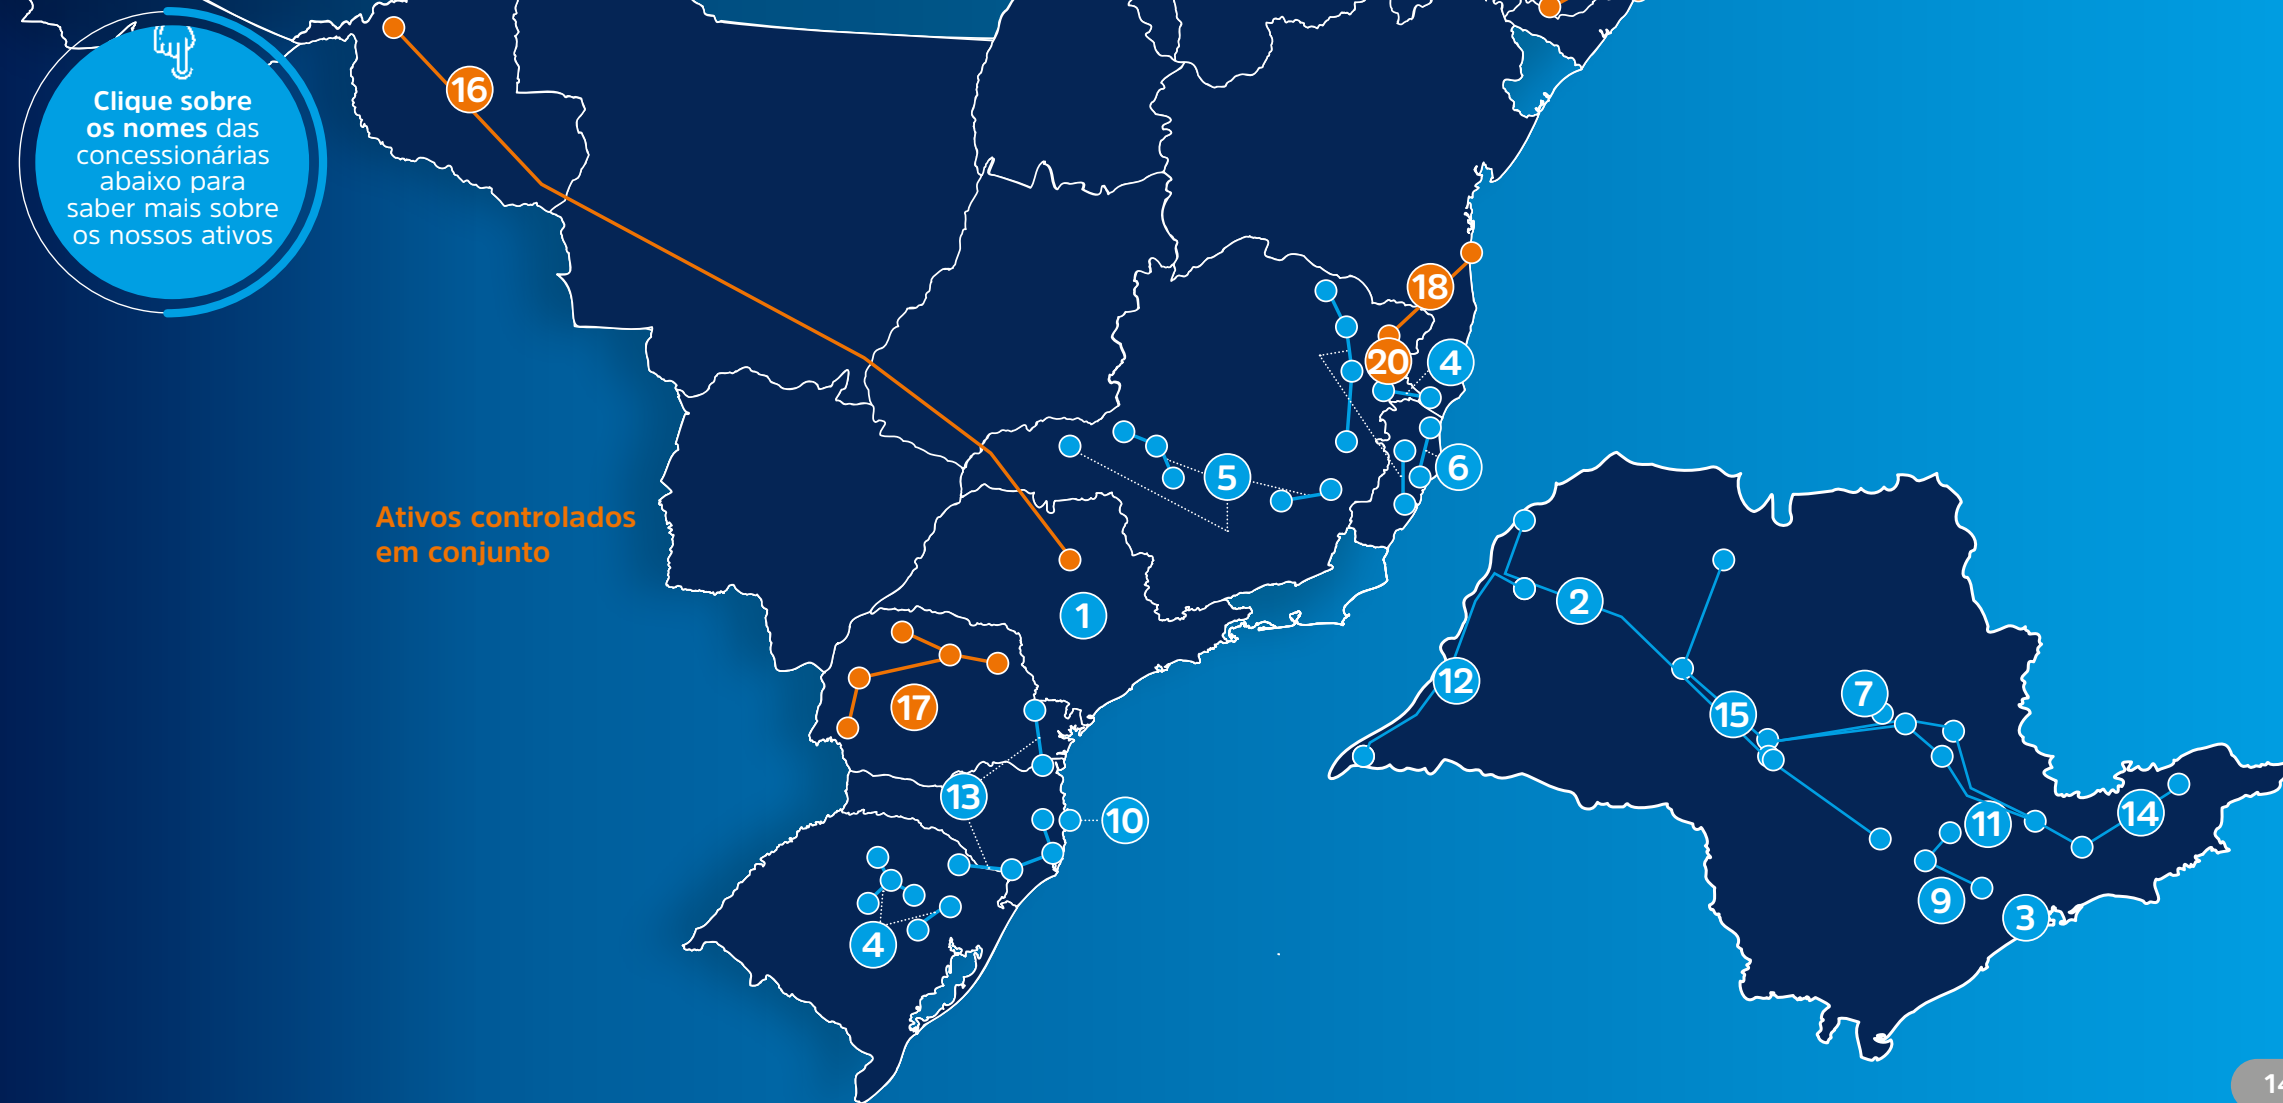 Clique sobre
os nomes das
concessionárias
abaixo para
saber mais sobre
os nossos ativos
16
18
20
4
5
6
Ativos controlados
em conjunto
1
2
12
17
15
7
13
10
11
14
4
9
3